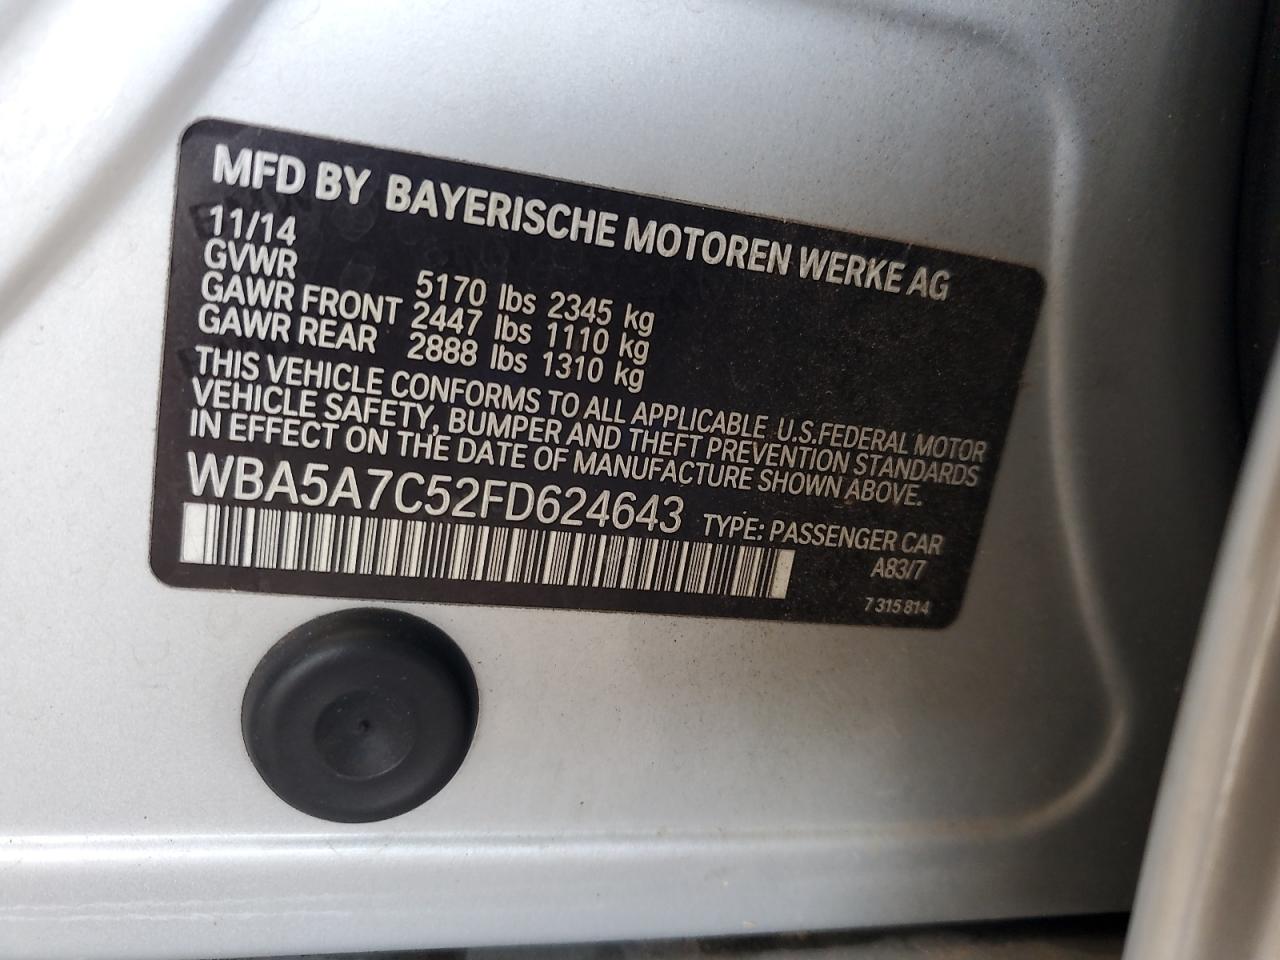 MFD BY BAYERISCHE MOTOREN WERKE AG
11/14
GVWR 5170 lbs 2345 kg
GAWR FRONT 2447 lbs 1110 kg
GAWR REAR 2888 lbs 1310 kg
THIS VEHICLE CONFORMS TO ALL APPLICABLE U.S.FEDERAL MOTOR
VEHICLE SAFETY, BUMPER AND THEFT PREVENTION STANDARDS
IN EFFECT ON THE DATE OF MANUFACTURE SHOWN ABOVE.
WBA5A7C52FD624643 TYPE: PASSENGER CAR
A83/7
7 315 814